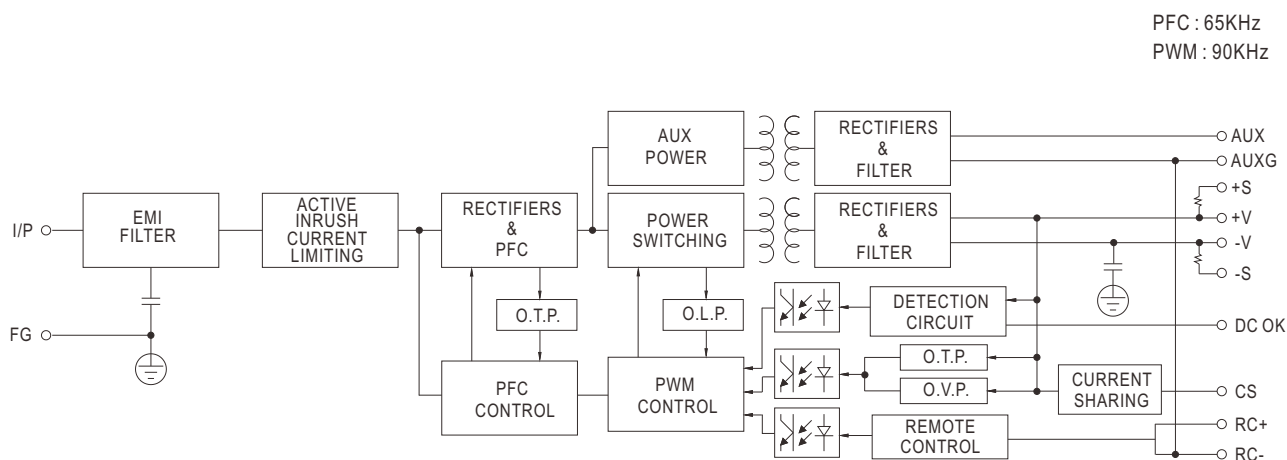 PFC : 65KHz
PWM : 90KHz
AUX
POWER
RECTIFIERS
&
FILTER
AUX
AUXG
I/P
EMI
FILTER
ACTIVE
INRUSH
CURRENT
LIMITING
RECTIFIERS
&
PFC
POWER
SWITCHING
RECTIFIERS
&
FILTER
+S
+V
-V
-S
FG
O.T.P.
O.L.P.
DETECTION
CIRCUIT
DC OK
PFC
CONTROL
PWM
CONTROL
O.T.P.
O.V.P.
CURRENT
SHARING
CS
REMOTE
CONTROL
RC+
RC-